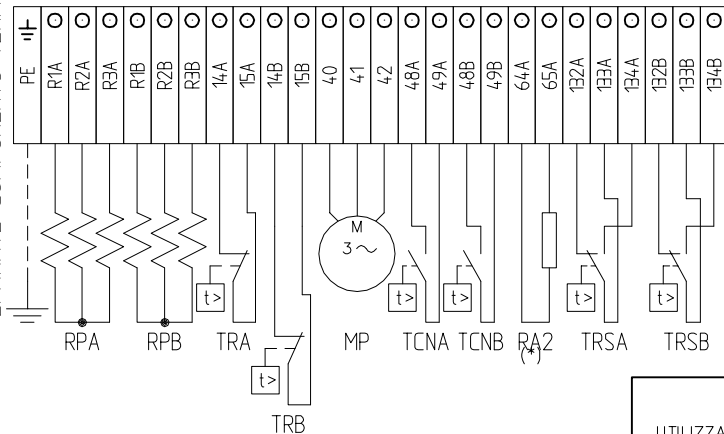 PE R1A R2A R3A R1B R2B R3B 14A 15A 14B 15B 40 41 42 48A 49A 48B 49B 64A 65A 132A 133A 134A 132B 133B 134B
M
3~
t> t> t> t> t>
RPA RPB TRA MP TCNA TCNB RA2 TRSA TRSB
(*)
t>
TRB